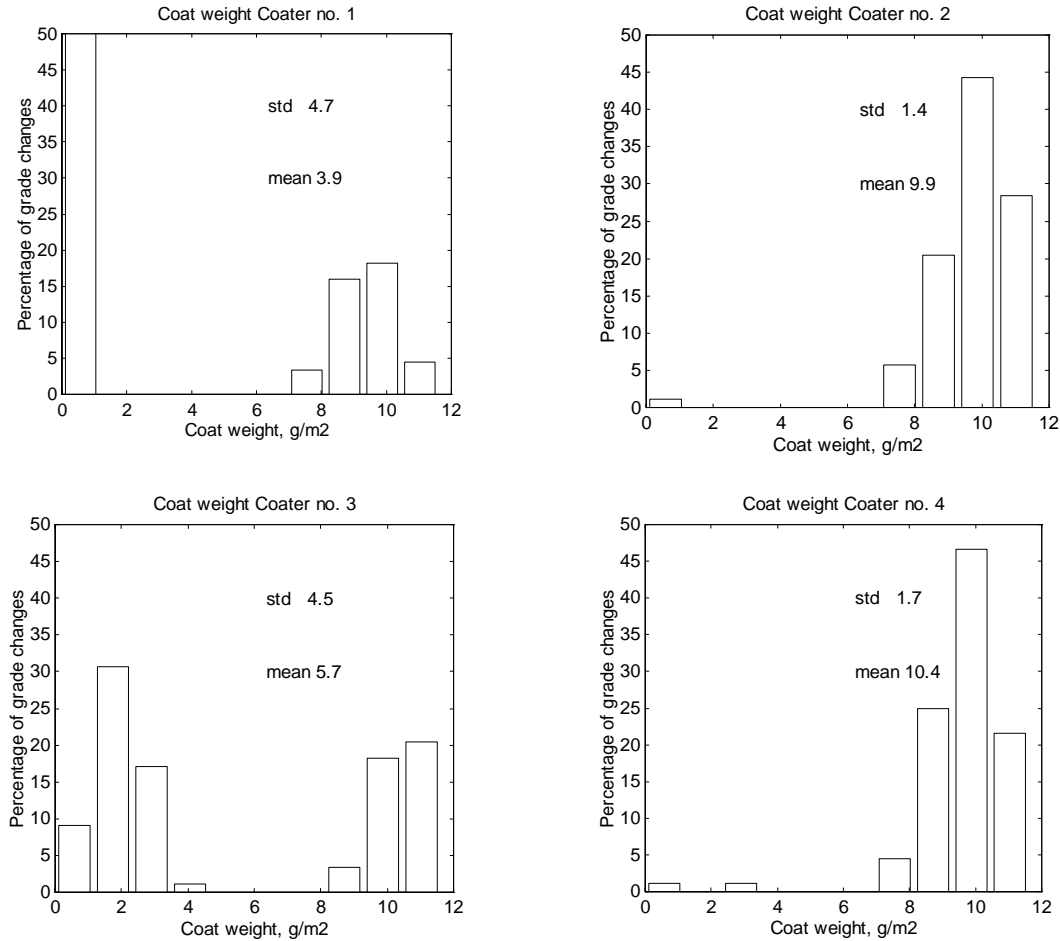 Coat weight Coater no. 1
50
45
40
35
30
25
20
15
10
5
0
Percentage of grade changes
std 4.7
mean 3.9
0 2 4 6 8 10 12
Coat weight, g/m2
Coat weight Coater no. 2
50
45
40
35
30
25
20
15
10
5
0
Percentage of grade changes
std 1.4
mean 9.9
0 2 4 6 8 10 12
Coat weight, g/m2
Coat weight Coater no. 3
50
45
40
35
30
25
20
15
10
5
0
Percentage of grade changes
std 4.5
mean 5.7
0 2 4 6 8 10 12
Coat weight, g/m2
Coat weight Coater no. 4
50
45
40
35
30
25
20
15
10
5
0
Percentage of grade changes
std 1.7
mean 10.4
0 2 4 6 8 10 12
Coat weight, g/m2